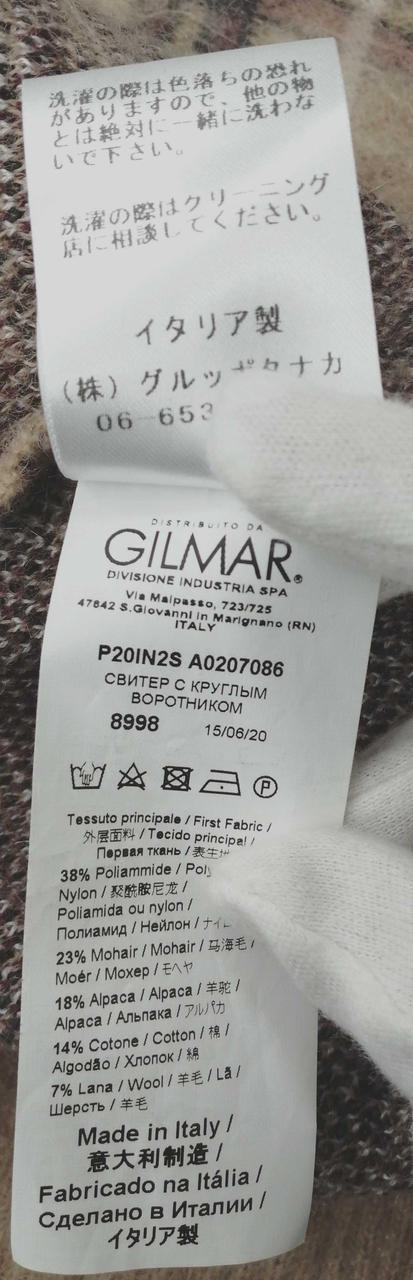 洗濯の際は色落ちの恐れ
がありますので、他の物
とは絶対に一緒に洗わな
いで下さい。
洗濯の際はクリーニング
店に相談してください。
イタリア製
(株) グルッポタナカ
06-653
DISTRIBUITO DA
GILMAR®
DIVISIONE INDUSTRIA SPA
Via Malpasso, 723/725
47842 S.Giovanni in Marignano (RN)
ITALY
P20IN2S A0207086
СВИТЕР С КРУГЛЫМ
ВОРОТНИКОМ
8998 15/06/20
P
Tessuto principale / First Fabric /
外层面料 / Tecido principal /
Первая ткань / 表生地
38% Poliammide /
Nylon / 聚酰胺尼龙 /
Poliamida ou nylon /
Полиамид / Нейлон /
23% Mohair / Mohair / 马海毛 /
Moér / Мохер / モヘヤ
18% Alpaca / Alpaca / 羊驼 /
Alpaca / Альпака / アルパカ
14% Cotone / Cotton / 棉 /
Algodão / Хлопок / 綿
7% Lana / Wool / 羊毛 / Lã /
Шерсть / 羊毛
Made in Italy /
意大利制造 /
Fabricado na Itália /
Сделано в Италии /
イタリア製